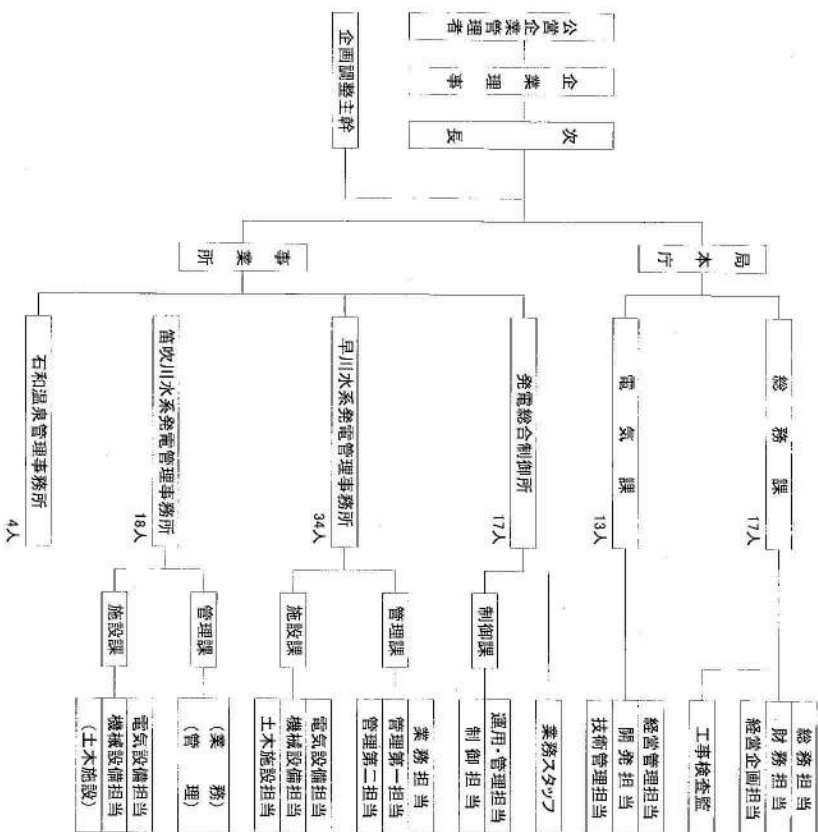 公営企業管理者
企業理事
次長
企画調整主幹
局本庁
総務課
17人
総務担当
財務担当
経営企画担当
工事検査監
電気課
13人
経営管理担当
開発担当
技術管理担当
事業所
発電総合制御所
17人
業務スタッフ
制御課
運用・管理担当
制御担当
早川水系発電管理事務所
34人
管理課
業務担当
管理第一担当
管理第二担当
施設課
電気設備担当
機械設備担当
土木施設担当
笛吹川水系発電管理事務所
18人
管理課
(業務)
(管理)
施設課
電気設備担当
機械設備担当
(土木施設)
石和温泉管理事務所
4人